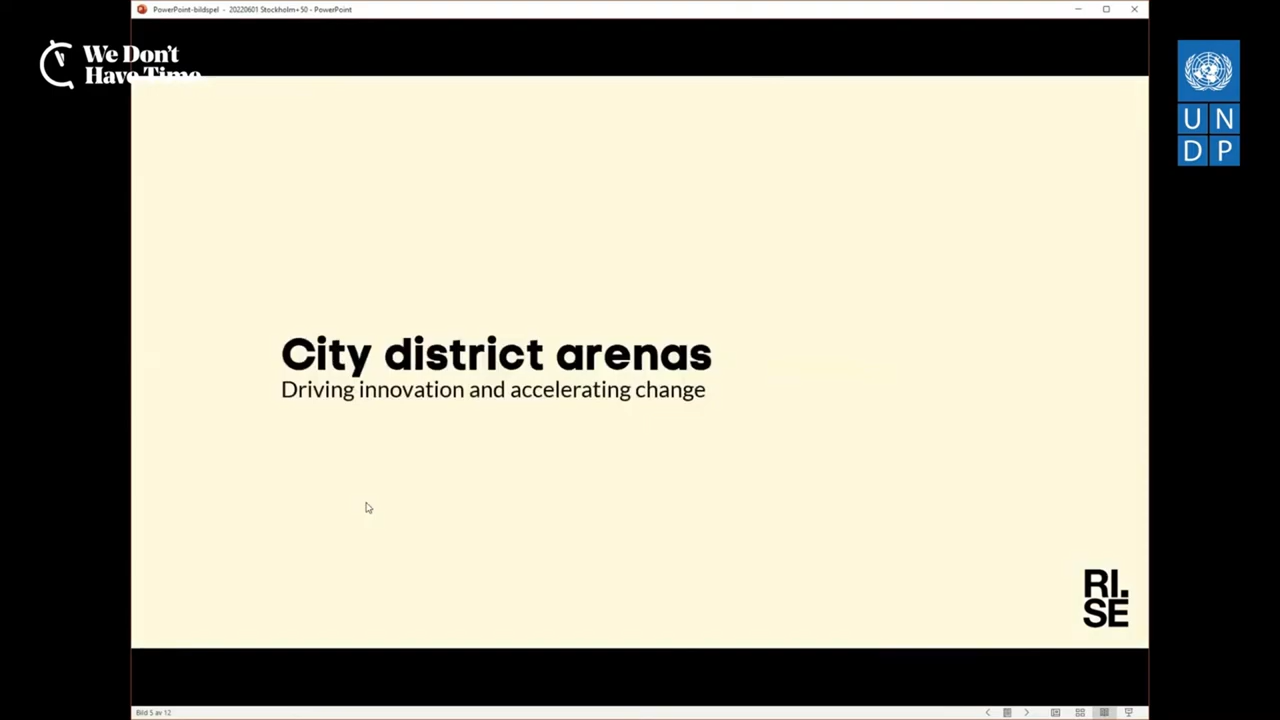 PowerPoint-bildspel - 20220601 Stockholm+50 - PowerPoint
We Don't
Have Time
U N
D P
City district arenas
Driving innovation and accelerating change
RI.
SE
Bild 5 av 12